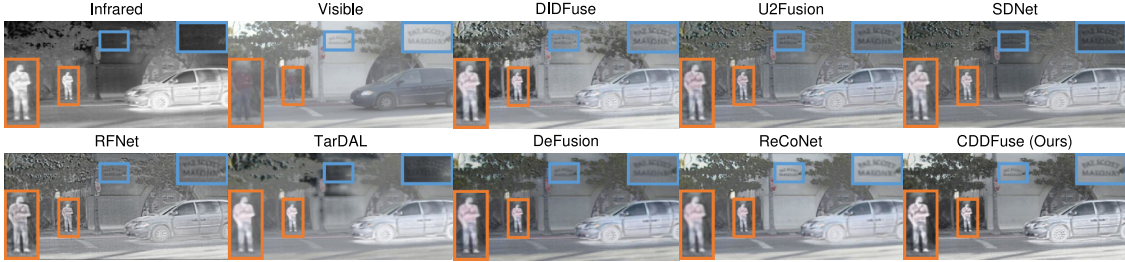 Infrared
Visible
DIDFuse
U2Fusion
SDNet
RFNet
TarDAL
DeFusion
ReCoNet
CDDFuse (Ours)